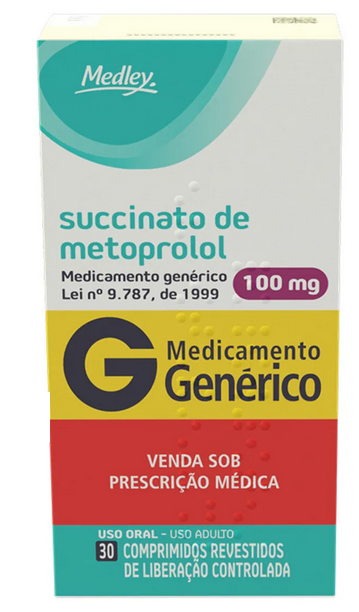 Medley.
succinato de
metoprolol
Medicamento genérico
Lei nº 9.787, de 1999
100 mg
G Medicamento
Genérico
VENDA SOB
PRESCRIÇÃO MÉDICA
USO ORAL - USO ADULTO
30 COMPRIMIDOS REVESTIDOS
DE LIBERAÇÃO CONTROLADA